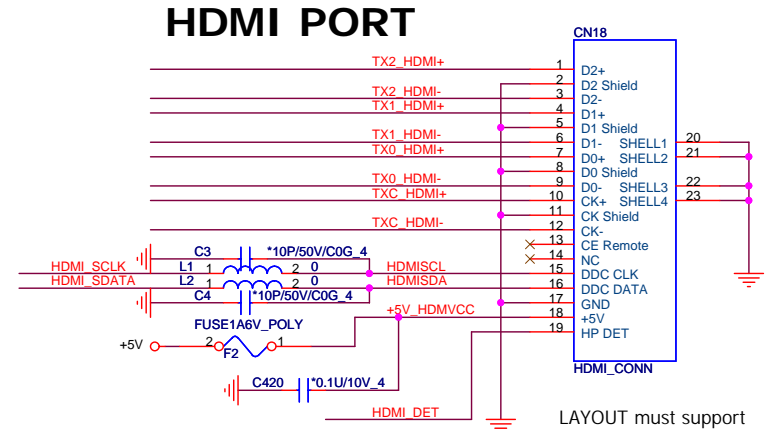 HDMI PORT
CN18
TX2_HDMI+ 1 D2+
2 D2 Shield
TX2_HDMI- 3 D2-
TX1_HDMI+ 4 D1+
5 D1 Shield
TX1_HDMI- 6 D1- SHELL1 20
TX0_HDMI+ 7 D0+ SHELL2 21
8 D0 Shield
TX0_HDMI- 9 D0- SHELL3 22
TXC_HDMI+ 10 CK+ SHELL4 23
11 CK Shield
TXC_HDMI- 12 CK-
13 CE Remote
C3 *10P/50V/C0G_4 14 NC
HDMI_SCLK L1 1 2 0 HDMISCL 15 DDC CLK
HDMI_SDATA L2 1 2 0 HDMISDA 16 DDC DATA
C4 *10P/50V/C0G_4 17 GND
+5V_HDMVCC 18 +5V
FUSE1A6V_POLY 19 HP DET
+5V 2 F2 1
HDMI_CONN
C420 *0.1U/10V_4
HDMI_DET
LAYOUT must support